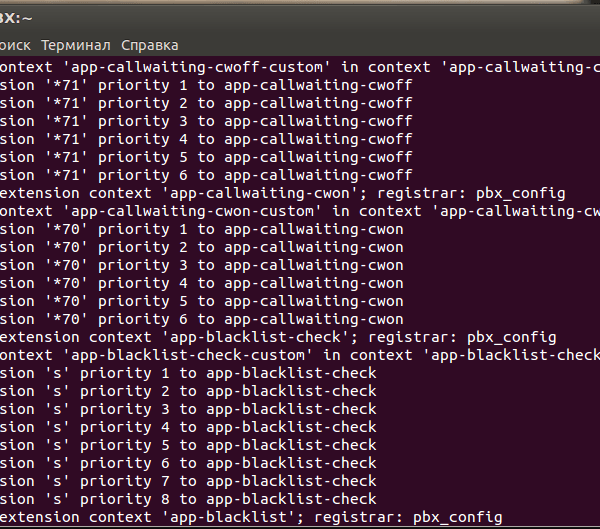 BX:~
оиск Терминал Справка
ontext 'app-callwaiting-cwoff-custom' in context 'app-callwaiting-c
sion '*71' priority 1 to app-callwaiting-cwoff
sion '*71' priority 2 to app-callwaiting-cwoff
sion '*71' priority 3 to app-callwaiting-cwoff
sion '*71' priority 4 to app-callwaiting-cwoff
sion '*71' priority 5 to app-callwaiting-cwoff
sion '*71' priority 6 to app-callwaiting-cwoff
extension context 'app-callwaiting-cwon'; registrar: pbx_config
ontext 'app-callwaiting-cwon-custom' in context 'app-callwaiting-cw
sion '*70' priority 1 to app-callwaiting-cwon
sion '*70' priority 2 to app-callwaiting-cwon
sion '*70' priority 3 to app-callwaiting-cwon
sion '*70' priority 4 to app-callwaiting-cwon
sion '*70' priority 5 to app-callwaiting-cwon
sion '*70' priority 6 to app-callwaiting-cwon
extension context 'app-blacklist-check'; registrar: pbx_config
ontext 'app-blacklist-check-custom' in context 'app-blacklist-check
sion 's' priority 1 to app-blacklist-check
sion 's' priority 2 to app-blacklist-check
sion 's' priority 3 to app-blacklist-check
sion 's' priority 4 to app-blacklist-check
sion 's' priority 5 to app-blacklist-check
sion 's' priority 6 to app-blacklist-check
sion 's' priority 7 to app-blacklist-check
sion 's' priority 8 to app-blacklist-check
extension context 'app-blacklist'; registrar: pbx_config